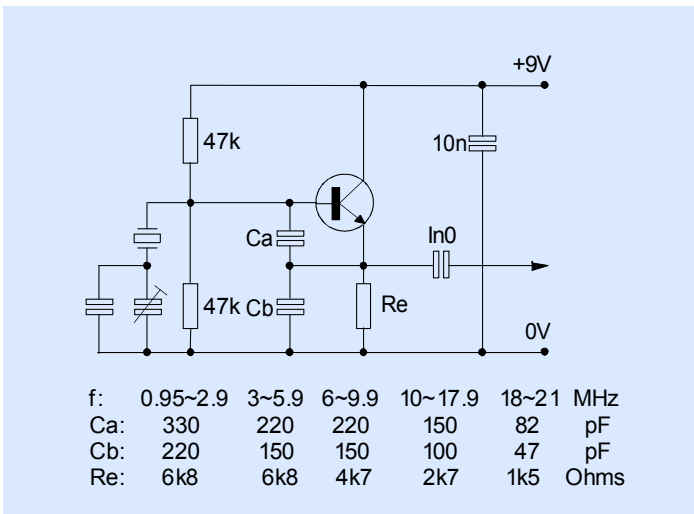 +9V
47k
10n
Ca
In0
47k
Cb
Re
0V
f: 0.95~2.9 3~5.9 6~9.9 10~17.9 18~21 MHz
Ca: 330 220 220 150 82 pF
Cb: 220 150 150 100 47 pF
Re: 6k8 6k8 4k7 2k7 1k5 Ohms